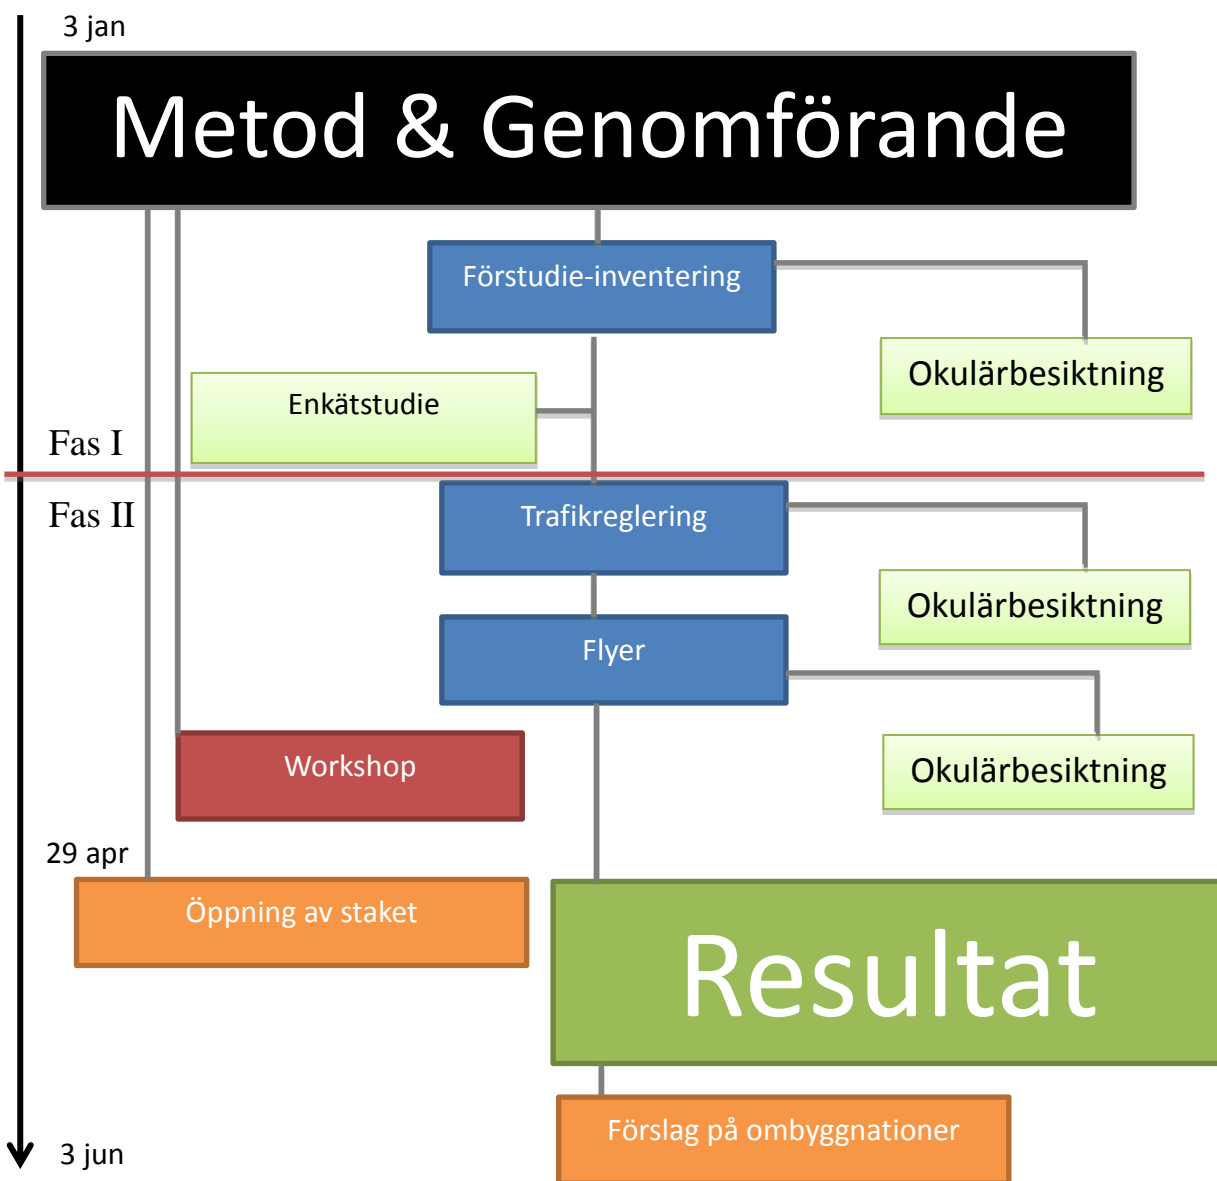 3 jan
Metod & Genomförande
Förstudie-inventering
Okulärbesiktning
Enkätstudie
Fas I
Fas II
Trafikreglering
Okulärbesiktning
Flyer
Workshop
Okulärbesiktning
29 apr
Öppning av staket
Resultat
Förslag på ombyggnationer
3 jun